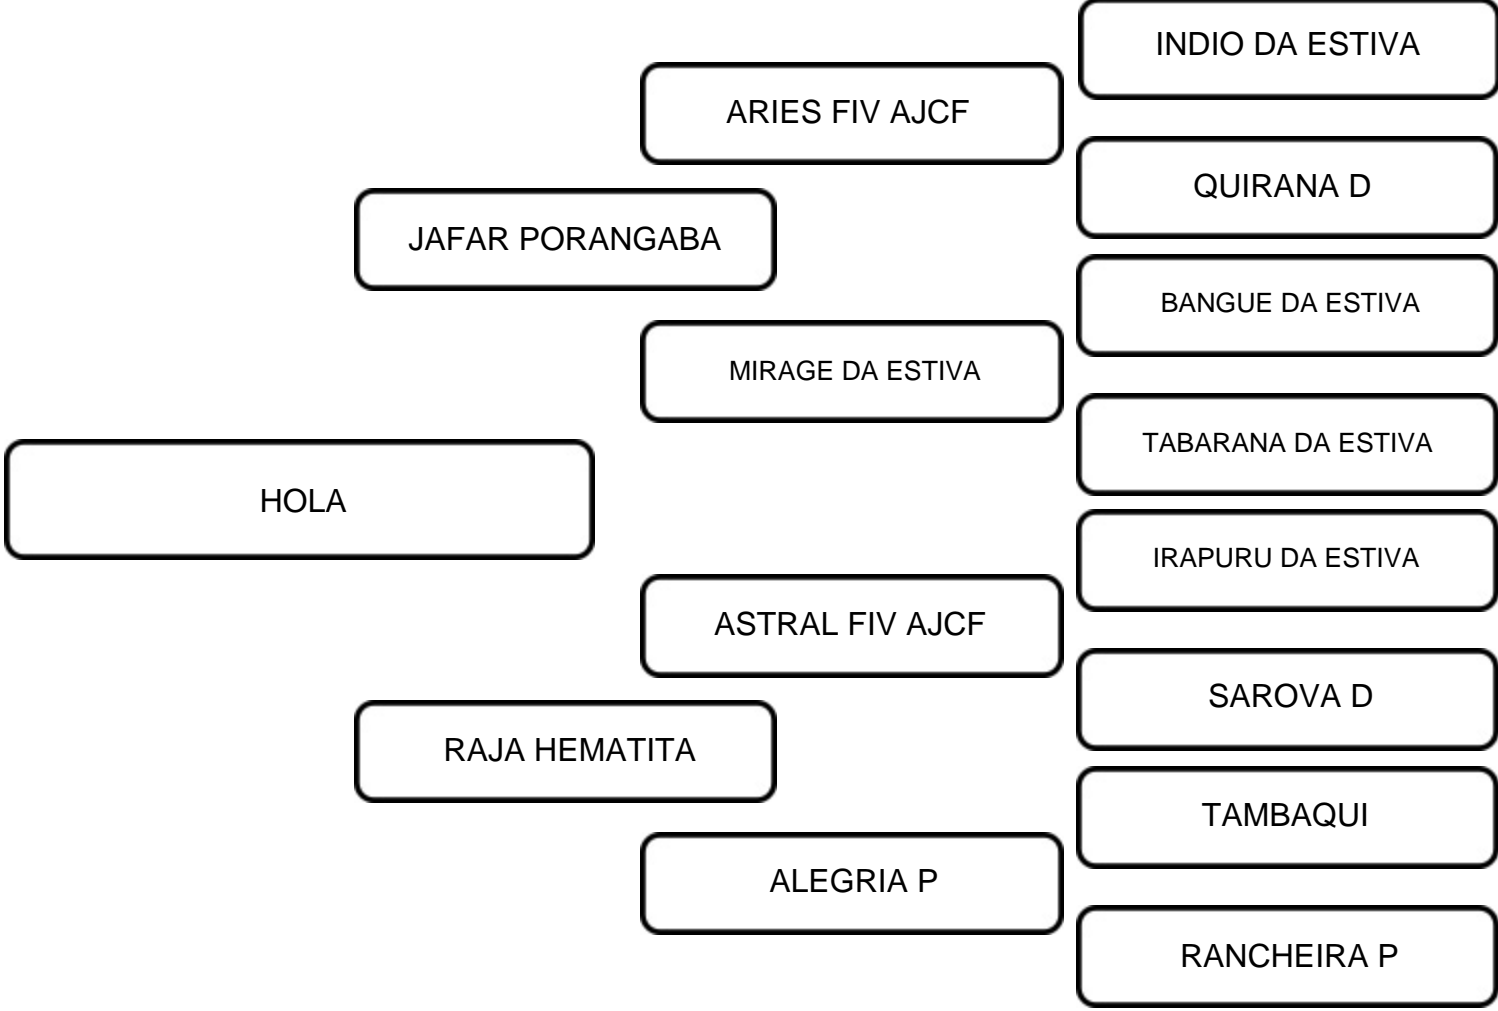 INDIO DA ESTIVA
ARIES FIV AJCF
QUIRANA D
JAFAR PORANGABA
BANGUE DA ESTIVA
MIRAGE DA ESTIVA
TABARANA DA ESTIVA
HOLA
IRAPURU DA ESTIVA
ASTRAL FIV AJCF
SAROVA D
RAJA HEMATITA
TAMBAQUI
ALEGRIA P
RANCHEIRA P